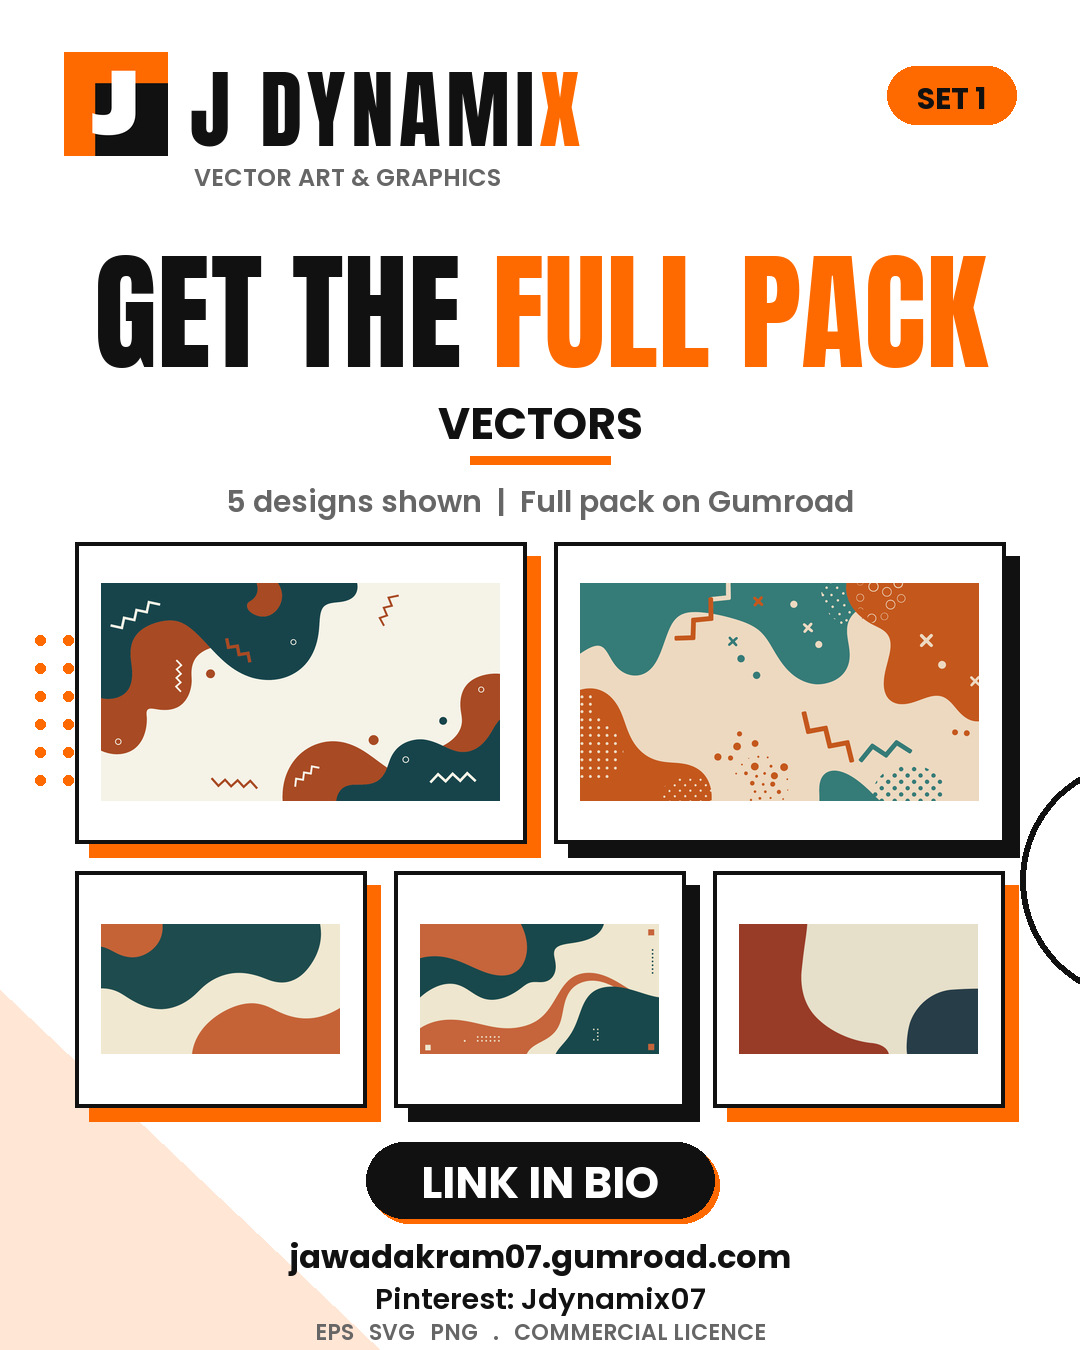 J
J DYNAMIX
VECTOR ART & GRAPHICS
SET 1
GET THE FULL PACK
VECTORS
5 designs shown | Full pack on Gumroad
LINK IN BIO
jawadakram07.gumroad.com
Pinterest: Jdynamix07
EPS SVG PNG . COMMERCIAL LICENCE